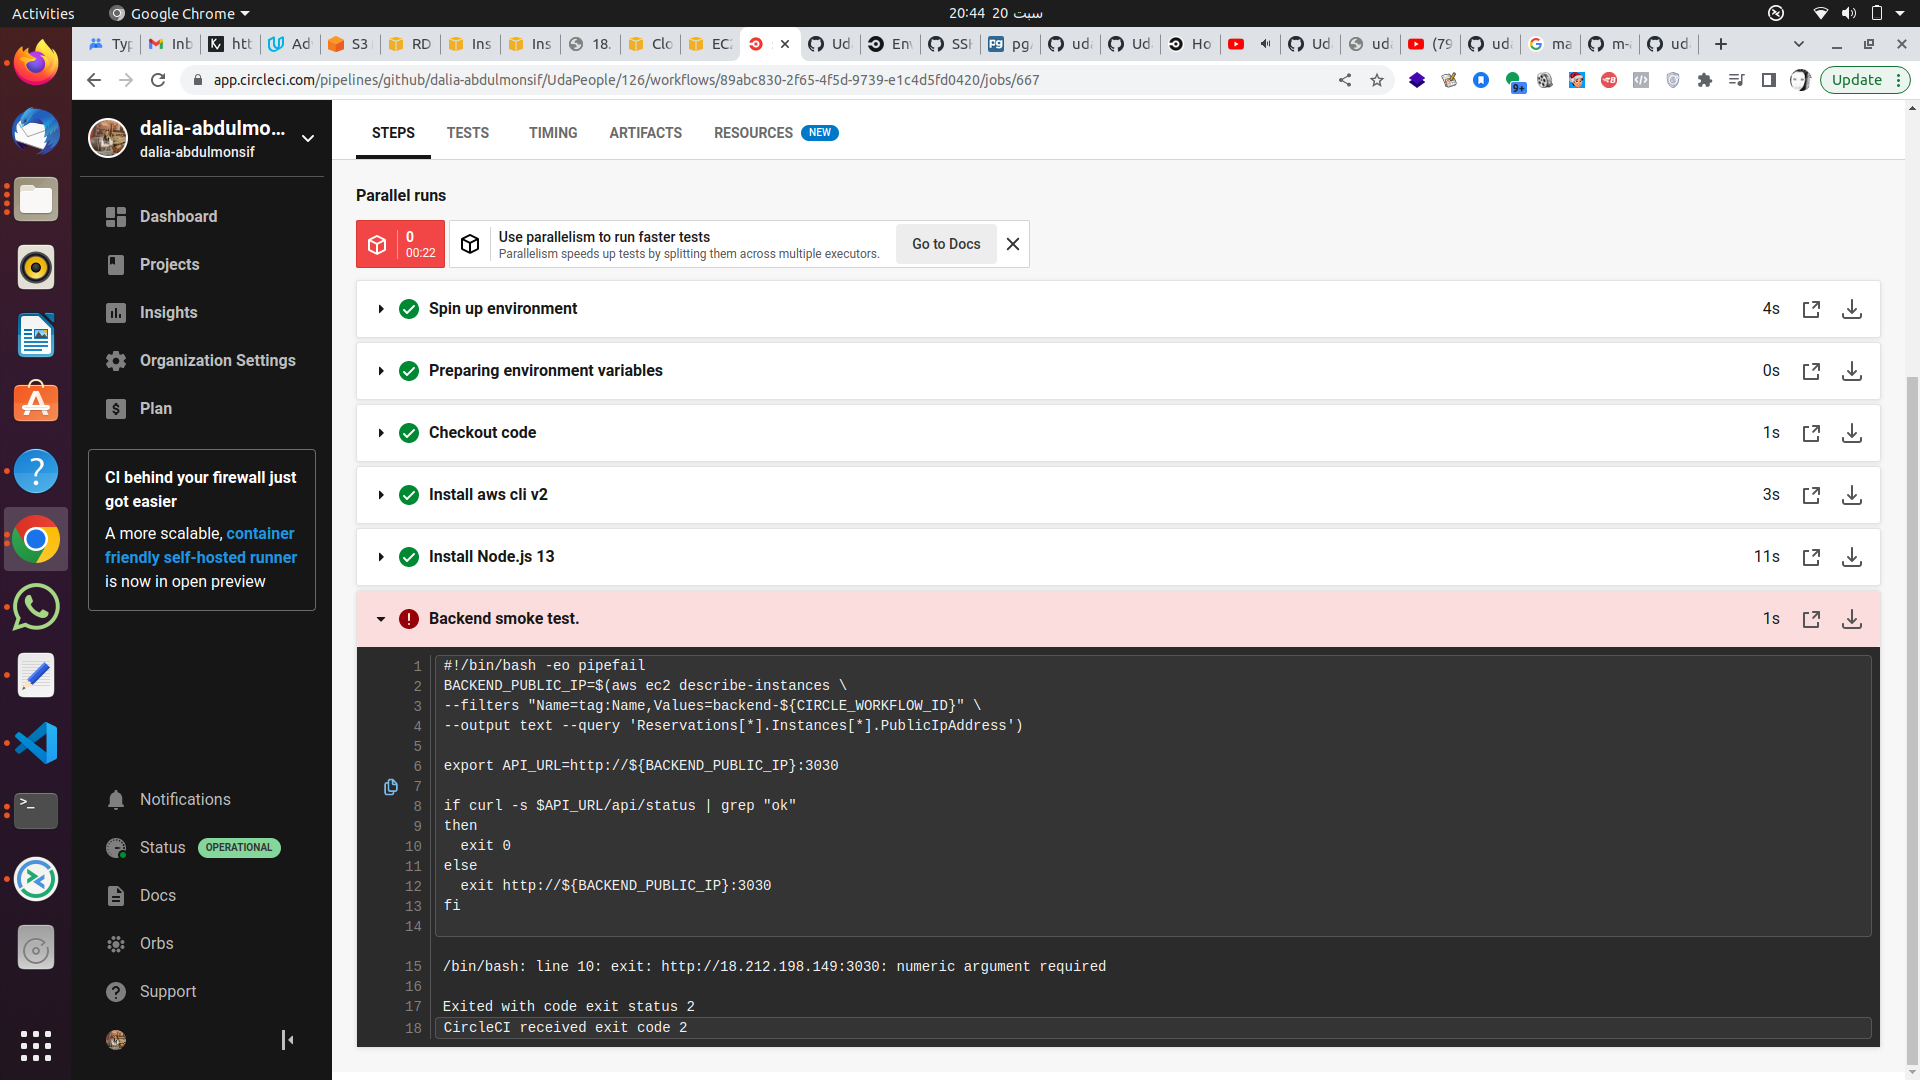 Activities
Google Chrome
20:44 20 سبت
Typ
Inb
htt
Adv
S3
RD
Ins
Ins
18.
Clo
EC2
Ud
En
SSH
pg
ud
Ud
Ho
Ud
ud
(79
ud
ma
m-
ud
app.circleci.com/pipelines/github/dalia-abdulmonsif/UdaPeople/126/workflows/89abc830-2f65-4f5d-9739-e1c4d5fd0420/jobs/667
9+
Update
dalia-abdulmo...
dalia-abdulmonsif
Dashboard
Projects
Insights
Organization Settings
Plan
CI behind your firewall just
got easier
A more scalable, container
friendly self-hosted runner
is now in open preview
Notifications
Status OPERATIONAL
Docs
Orbs
Support
STEPS TESTS TIMING ARTIFACTS RESOURCES NEW
Parallel runs
0
00:22
Use parallelism to run faster tests
Parallelism speeds up tests by splitting them across multiple executors.
Go to Docs
Spin up environment 4s
Preparing environment variables 0s
Checkout code 1s
Install aws cli v2 3s
Install Node.js 13 11s
Backend smoke test. 1s
1 #!/bin/bash -eo pipefail
2 BACKEND_PUBLIC_IP=$(aws ec2 describe-instances \
3 --filters "Name=tag:Name,Values=backend-${CIRCLE_WORKFLOW_ID}" \
4 --output text --query 'Reservations[*].Instances[*].PublicIpAddress')
5
6 export API_URL=http://${BACKEND_PUBLIC_IP}:3030
7
8 if curl -s $API_URL/api/status | grep "ok"
9 then
10 exit 0
11 else
12 exit http://${BACKEND_PUBLIC_IP}:3030
13 fi
14
15 /bin/bash: line 10: exit: http://18.212.198.149:3030: numeric argument required
16
17 Exited with code exit status 2
18 CircleCI received exit code 2